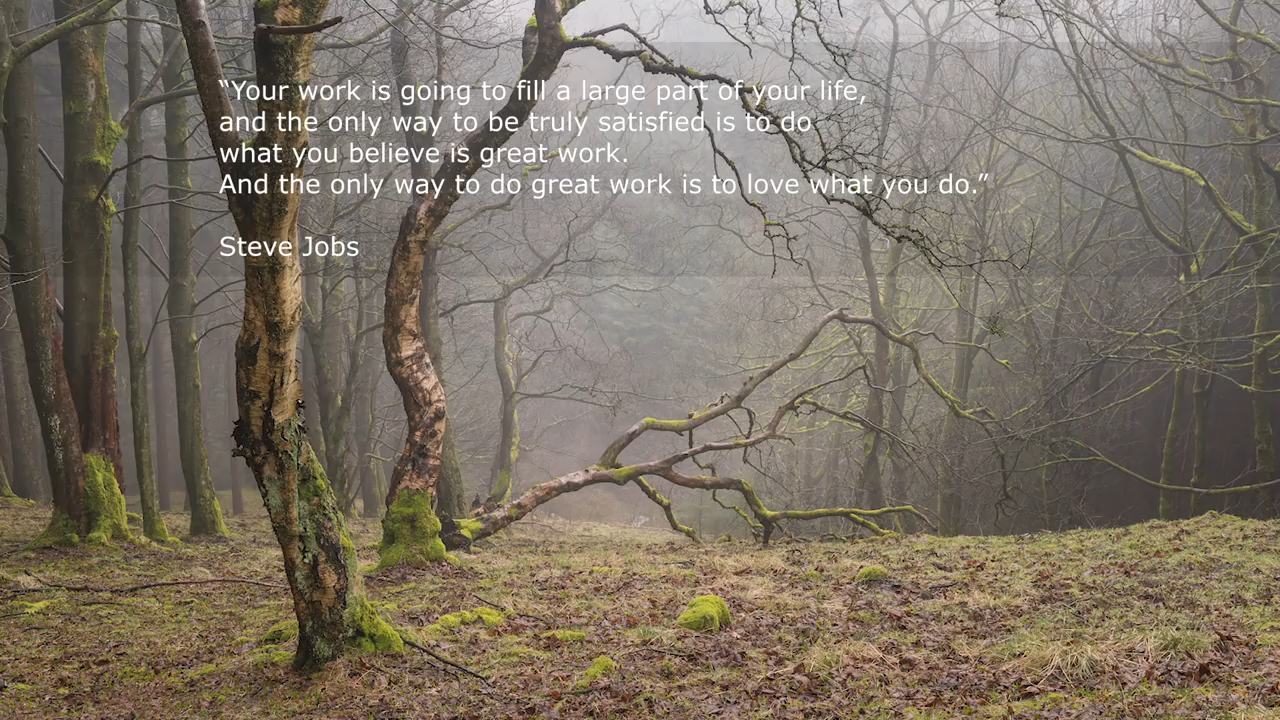 “Your work is going to fill a large part of your life,
and the only way to be truly satisfied is to do
what you believe is great work.
And the only way to do great work is to love what you do.”
Steve Jobs